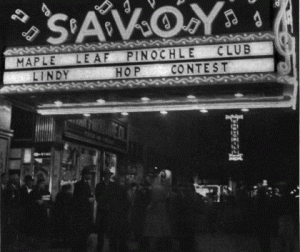 SAVOY
MAPLE LEAF PINOCHLE CLUB
LINDY HOP CONTEST